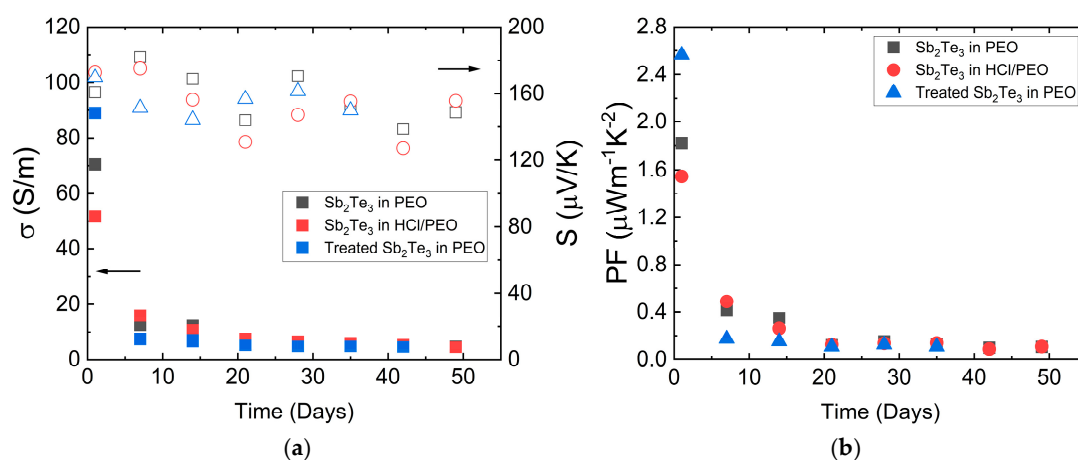 120
100
80
60
40
20
0
σ (S/m)
0 10 20 30 40 50
Time (Days)
200
160
120
80
40
0
S (μV/K)
Sb₂Te₃ in PEO
Sb₂Te₃ in HCl/PEO
Treated Sb₂Te₃ in PEO
(a)
2.8
2.4
2.0
1.6
1.2
0.8
0.4
0.0
PF (μWm⁻¹K⁻²)
0 10 20 30 40 50
Time (Days)
Sb₂Te₃ in PEO
Sb₂Te₃ in HCl/PEO
Treated Sb₂Te₃ in PEO
(b)